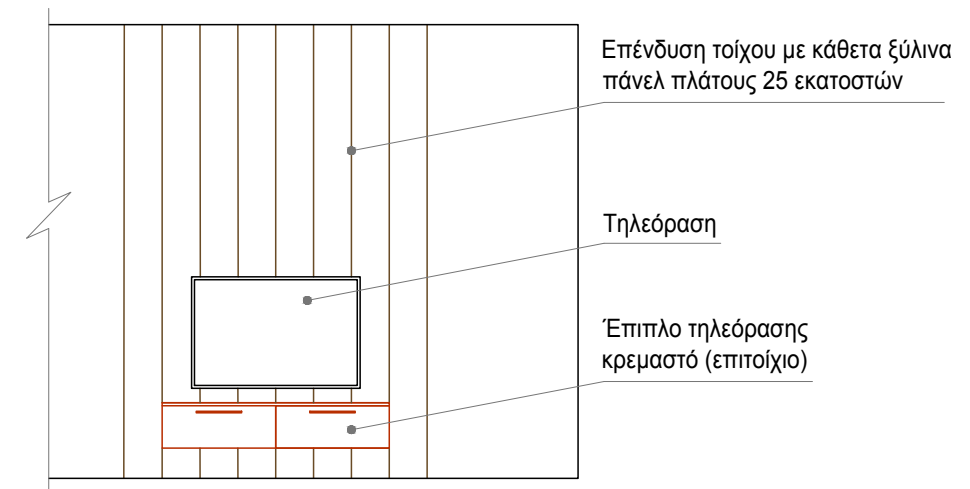 Επένδυση τοίχου με κάθετα ξύλινα
πάνελ πλάτους 25 εκατοστών
Τηλεόραση
Έπιπλο τηλεόρασης
κρεμαστό (επιτοίχιο)